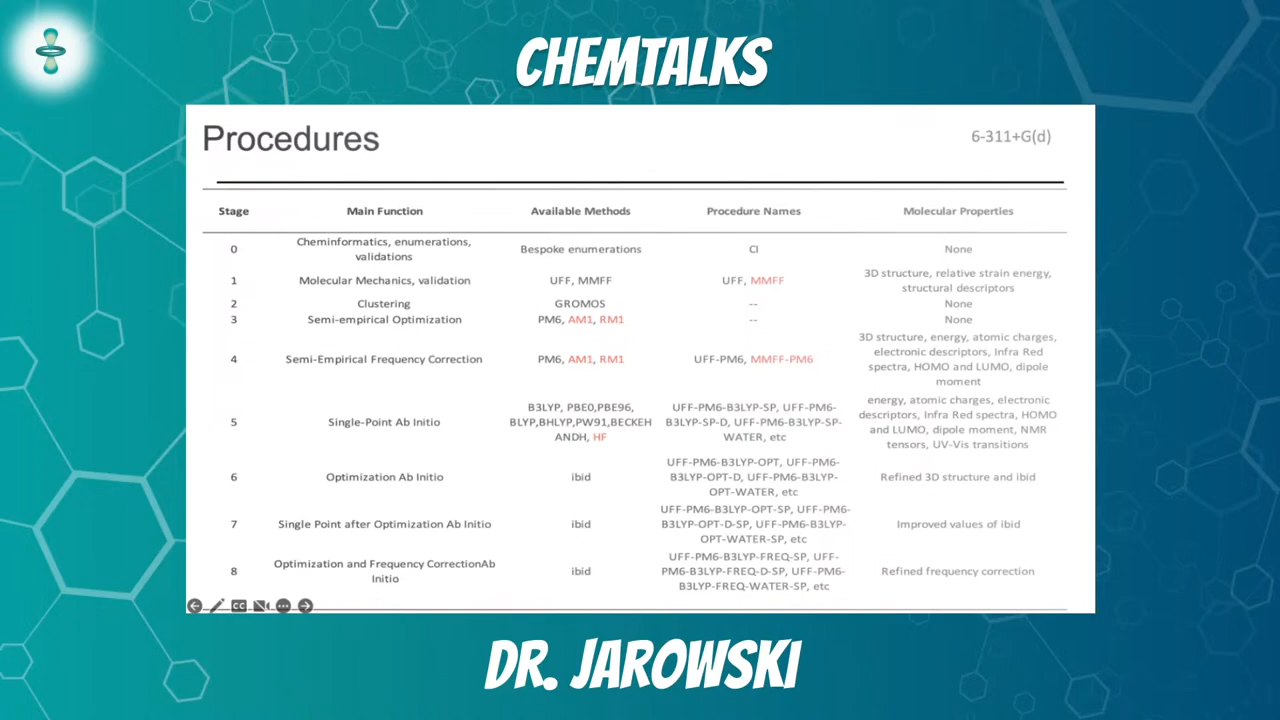 CHEMTALKS
Procedures
6-311+G(d)
Stage Main Function Available Methods Procedure Names Molecular Properties
0 Cheminformatics, enumerations, validations Bespoke enumerations CI None
1 Molecular Mechanics, validation UFF, MMFF UFF, MMFF 3D structure, relative strain energy, structural descriptors
2 Clustering GROMOS -- None
3 Semi-empirical Optimization PM6, AM1, RM1 -- None
4 Semi-Empirical Frequency Correction PM6, AM1, RM1 UFF-PM6, MMFF-PM6 3D structure, energy, atomic charges, electronic descriptors, Infra Red spectra, HOMO and LUMO, dipole moment
5 Single-Point Ab Initio B3LYP, PBE0,PBE96, BLYP,BHLYP,PW91,BECKEH ANDH, HF UFF-PM6-B3LYP-SP, UFF-PM6-B3LYP-SP-D, UFF-PM6-B3LYP-SP-WATER, etc energy, atomic charges, electronic descriptors, Infra Red spectra, HOMO and LUMO, dipole moment, NMR tensors, UV-Vis transitions
6 Optimization Ab Initio ibid UFF-PM6-B3LYP-OPT, UFF-PM6-B3LYP-OPT-D, UFF-PM6-B3LYP-OPT-WATER, etc Refined 3D structure and ibid
7 Single Point after Optimization Ab Initio ibid UFF-PM6-B3LYP-OPT-SP, UFF-PM6-B3LYP-OPT-D-SP, UFF-PM6-B3LYP-OPT-WATER-SP, etc Improved values of ibid
8 Optimization and Frequency CorrectionAb Initio ibid UFF-PM6-B3LYP-FREQ-SP, UFF-PM6-B3LYP-FREQ-D-SP, UFF-PM6-B3LYP-FREQ-WATER-SP, etc Refined frequency correction
CC
DR. JAROWSKI